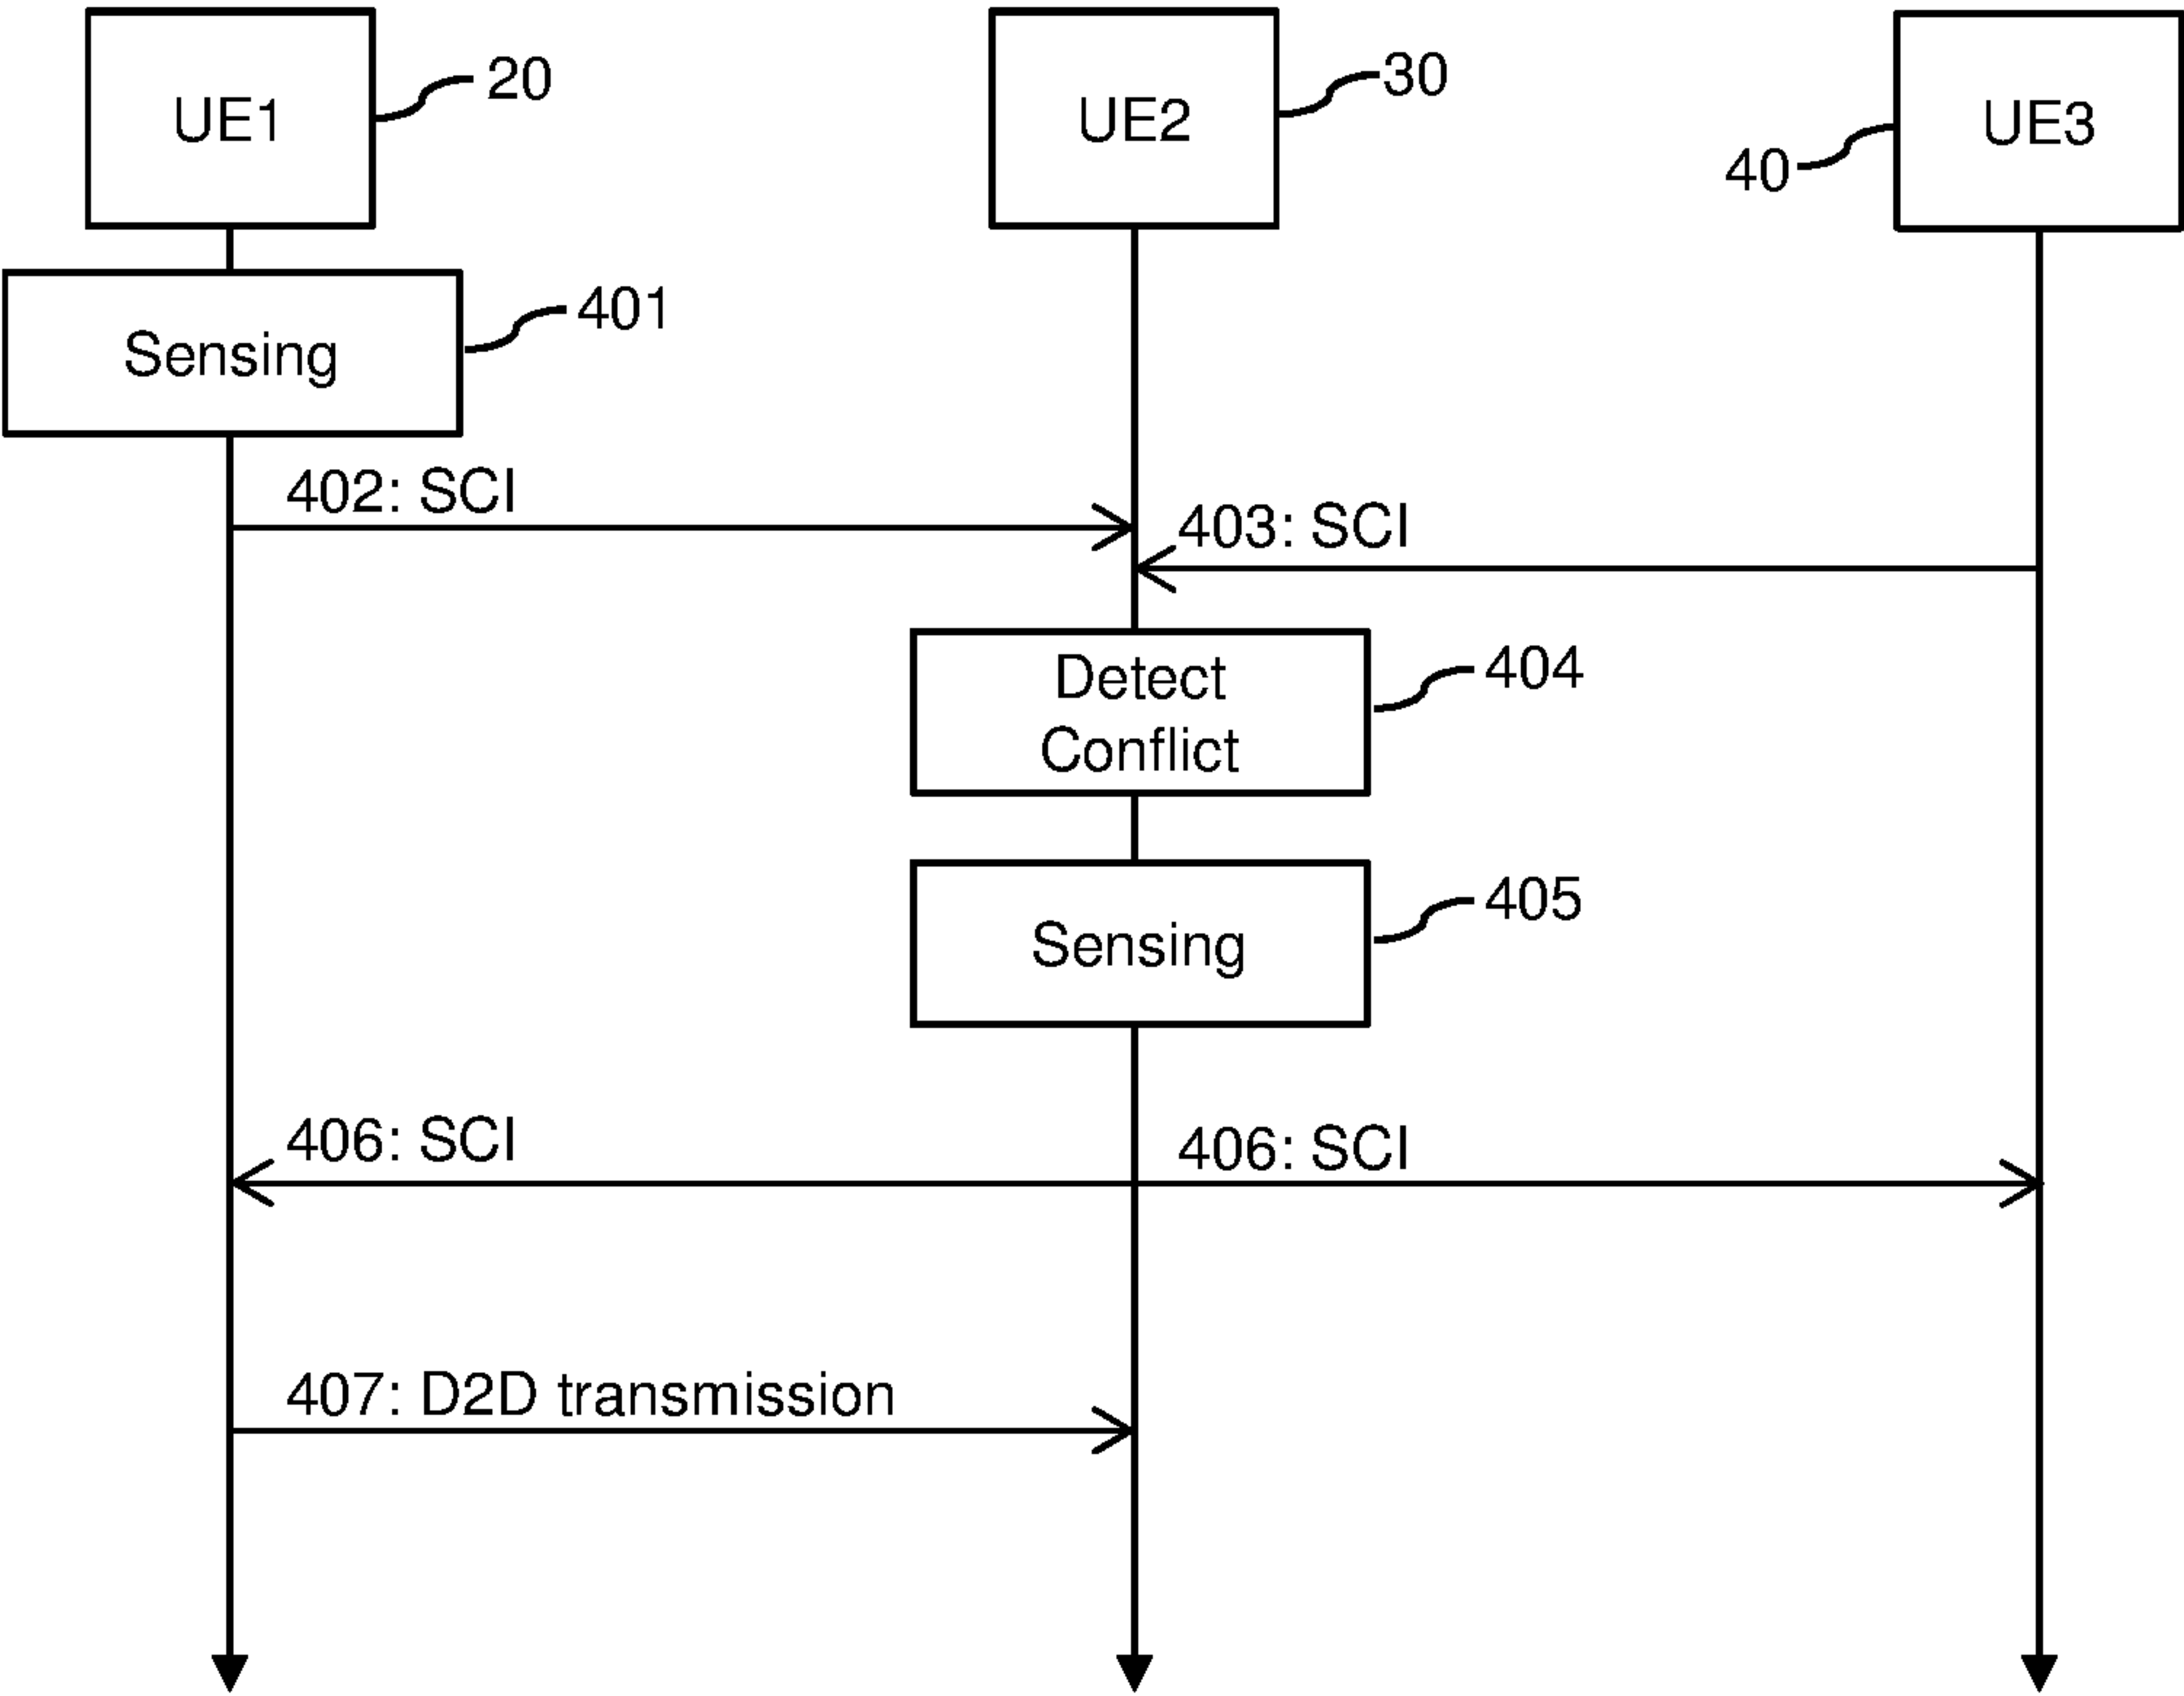 UE1
20
UE2
30
UE3
40
Sensing
401
402: SCI
403: SCI
Detect
Conflict
404
Sensing
405
406: SCI
406: SCI
407: D2D transmission